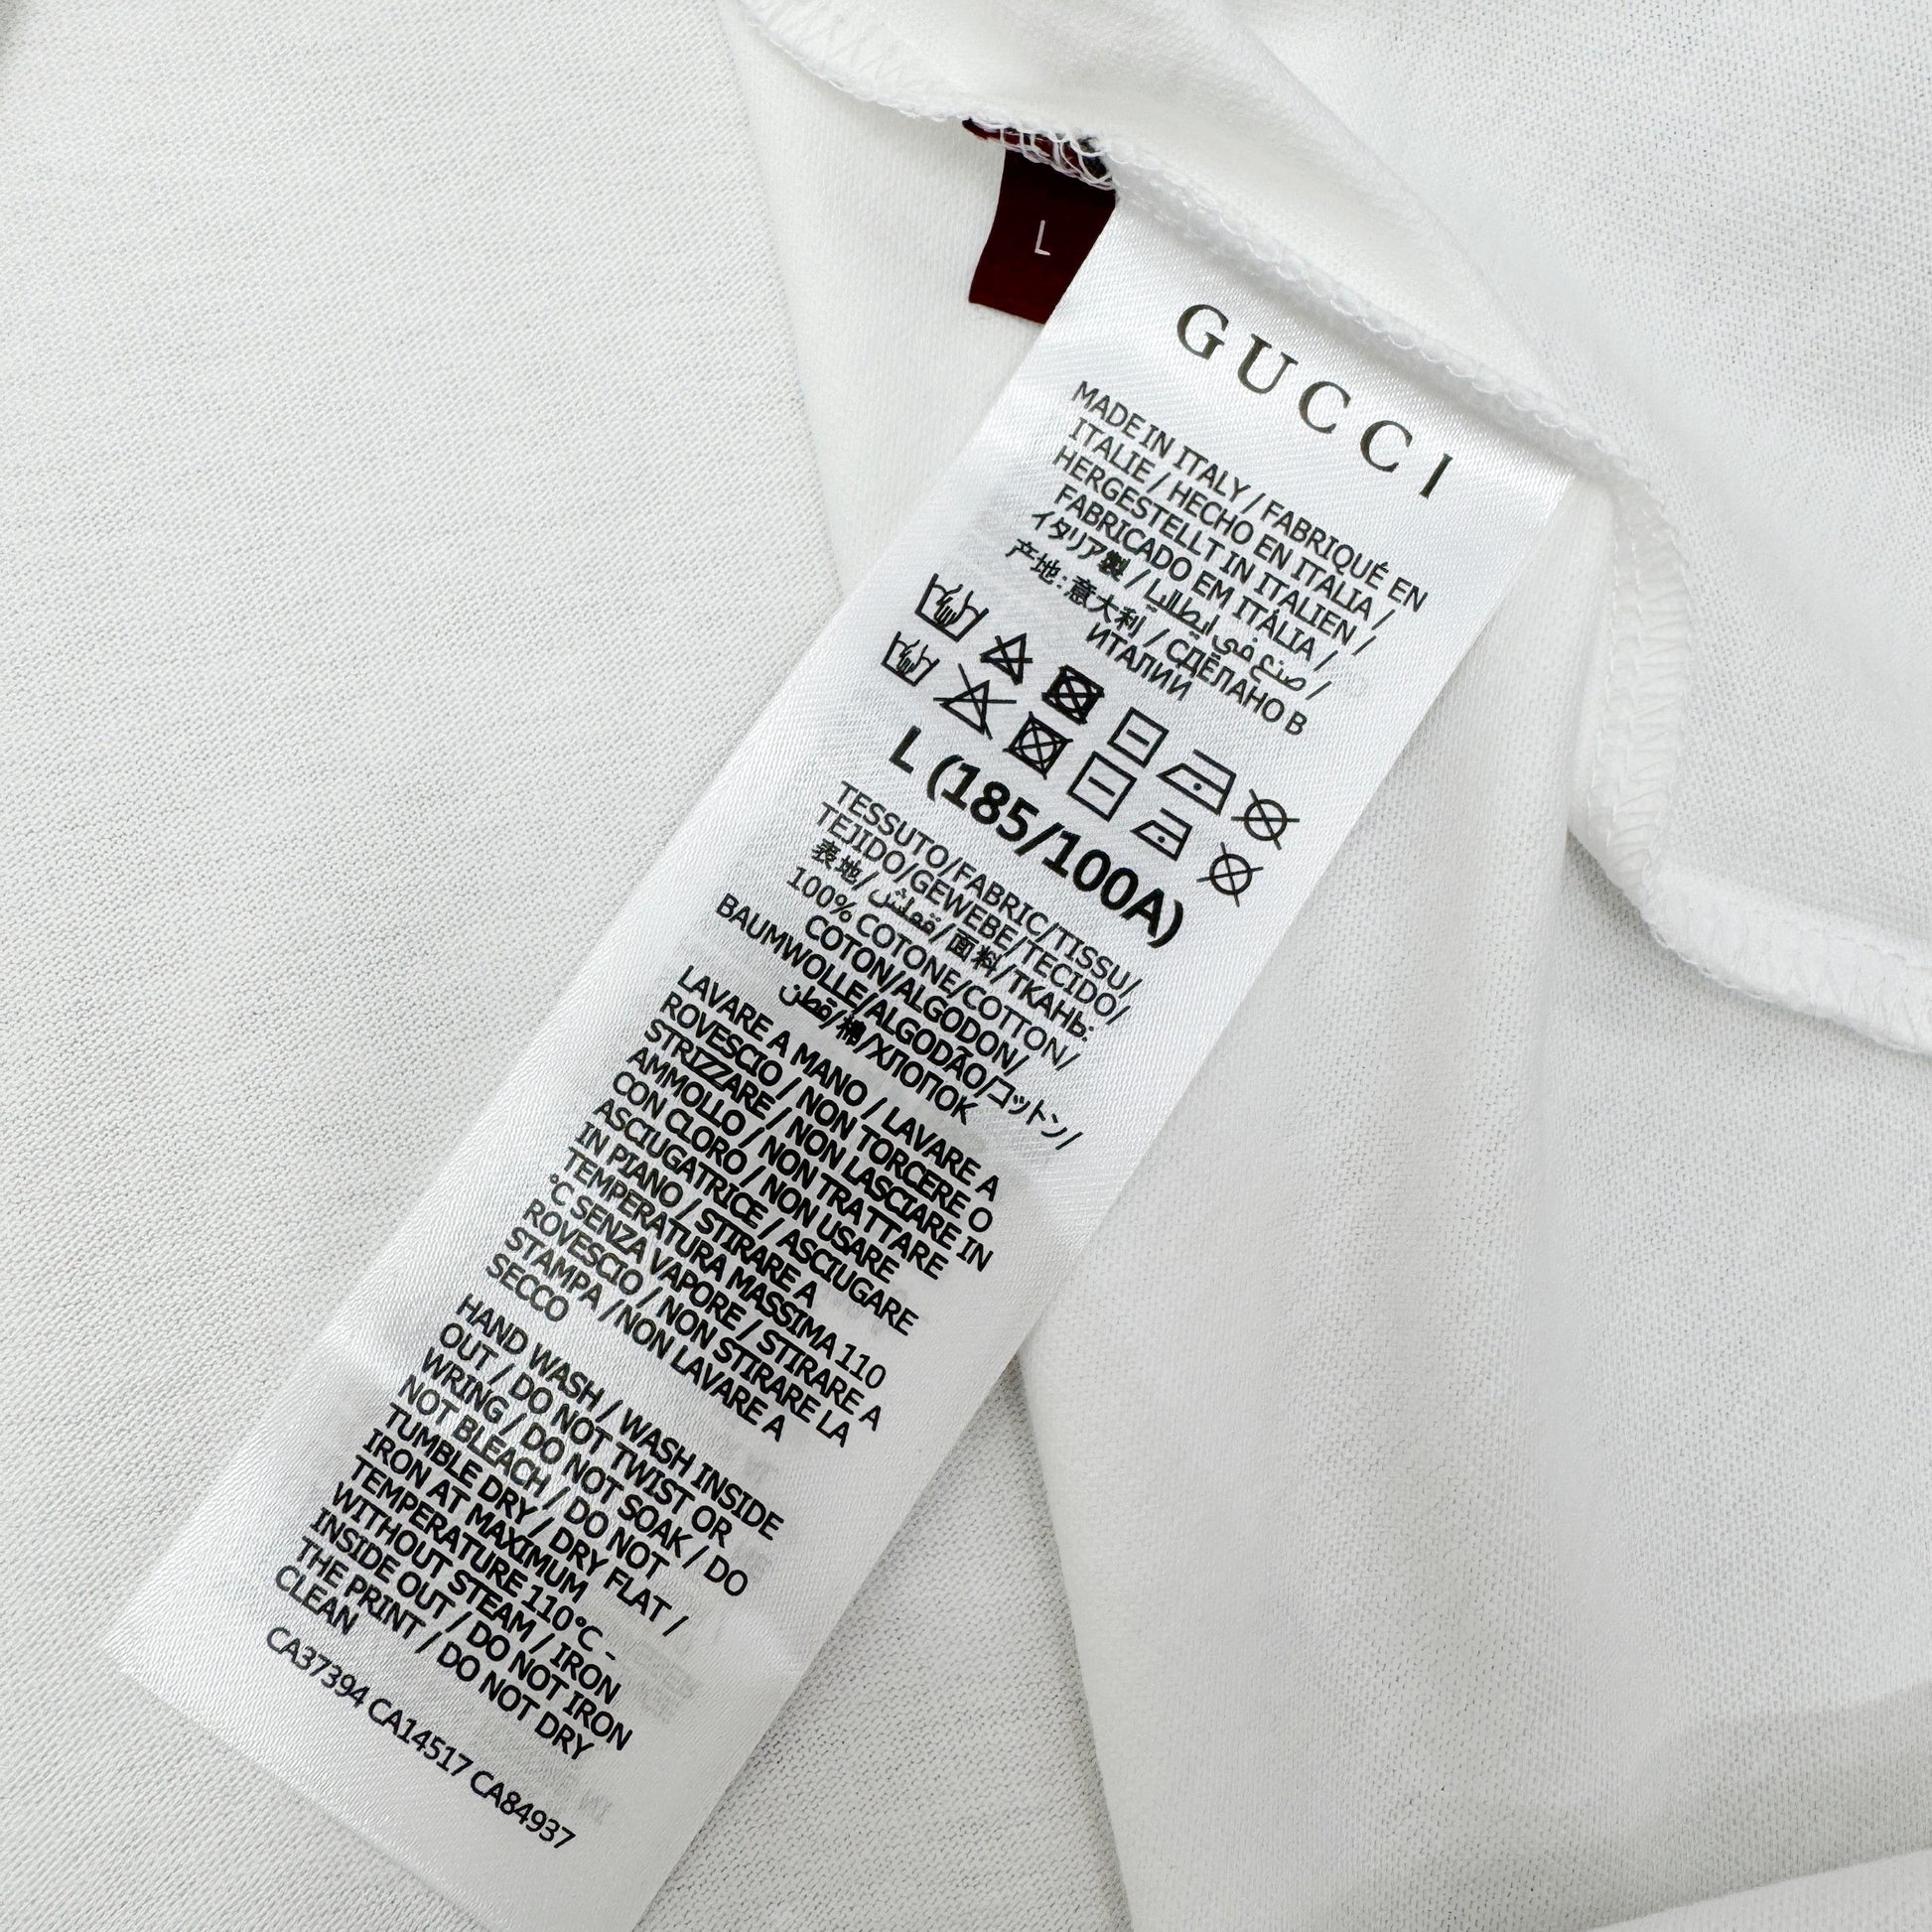 L
GUCCI
MADE IN ITALY / FABRIQUÉ EN
ITALIE / HECHO EN ITALIA /
HERGESTELLT IN ITALIEN /
FABRICADO EM ITÁLIA /
イタリア製 / صنع في ايطاليا /
产地:意大利 / СДЕЛАНО В
ИТАЛИИ
L (185/100A)
TESSUTO/FABRIC/TISSU/
TEJIDO/GEWEBE/TECIDO/
表地/قماش/面料/ТКАНЬ:
100% COTONE/COTTON/
COTON/ALGODON/
BAUMWOLLE/ALGODÃO/コットン/
قطن/棉/ХЛОПОК
LAVARE A MANO / LAVARE A
ROVESCIO / NON TORCERE O
STRIZZARE / NON LASCIARE IN
AMMOLLO / NON TRATTARE
CON CLORO / NON USARE
ASCIUGATRICE / ASCIUGARE
IN PIANO / STIRARE A
TEMPERATURA MASSIMA 110
°C SENZA VAPORE / STIRARE A
ROVESCIO / NON STIRARE LA
STAMPA /NON LAVARE A
SECCO
HAND WASH / WASH INSIDE
OUT / DO NOT TWIST OR
WRING / DO NOT SOAK / DO
NOT BLEACH / DO NOT
TUMBLE DRY / DRY FLAT /
IRON AT MAXIMUM
TEMPERATURE 110°C –
WITHOUT STEAM / IRON
INSIDE OUT / DO NOT IRON
THE PRINT / DO NOT DRY
CLEAN
CA37394 CA14517 CA84937